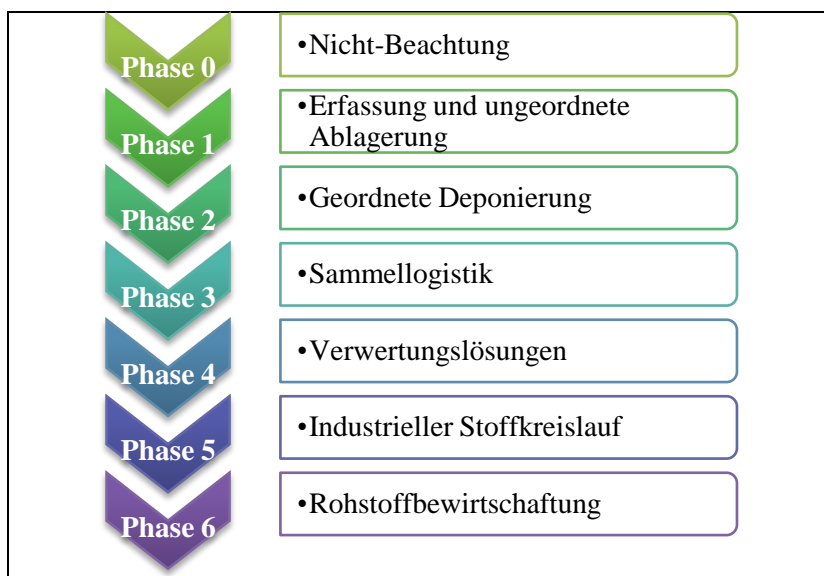 Phase 0
•Nicht-Beachtung
Phase 1
•Erfassung und ungeordnete
Ablagerung
Phase 2
•Geordnete Deponierung
Phase 3
•Sammellogistik
Phase 4
•Verwertungslösungen
Phase 5
•Industrieller Stoffkreislauf
Phase 6
•Rohstoffbewirtschaftung